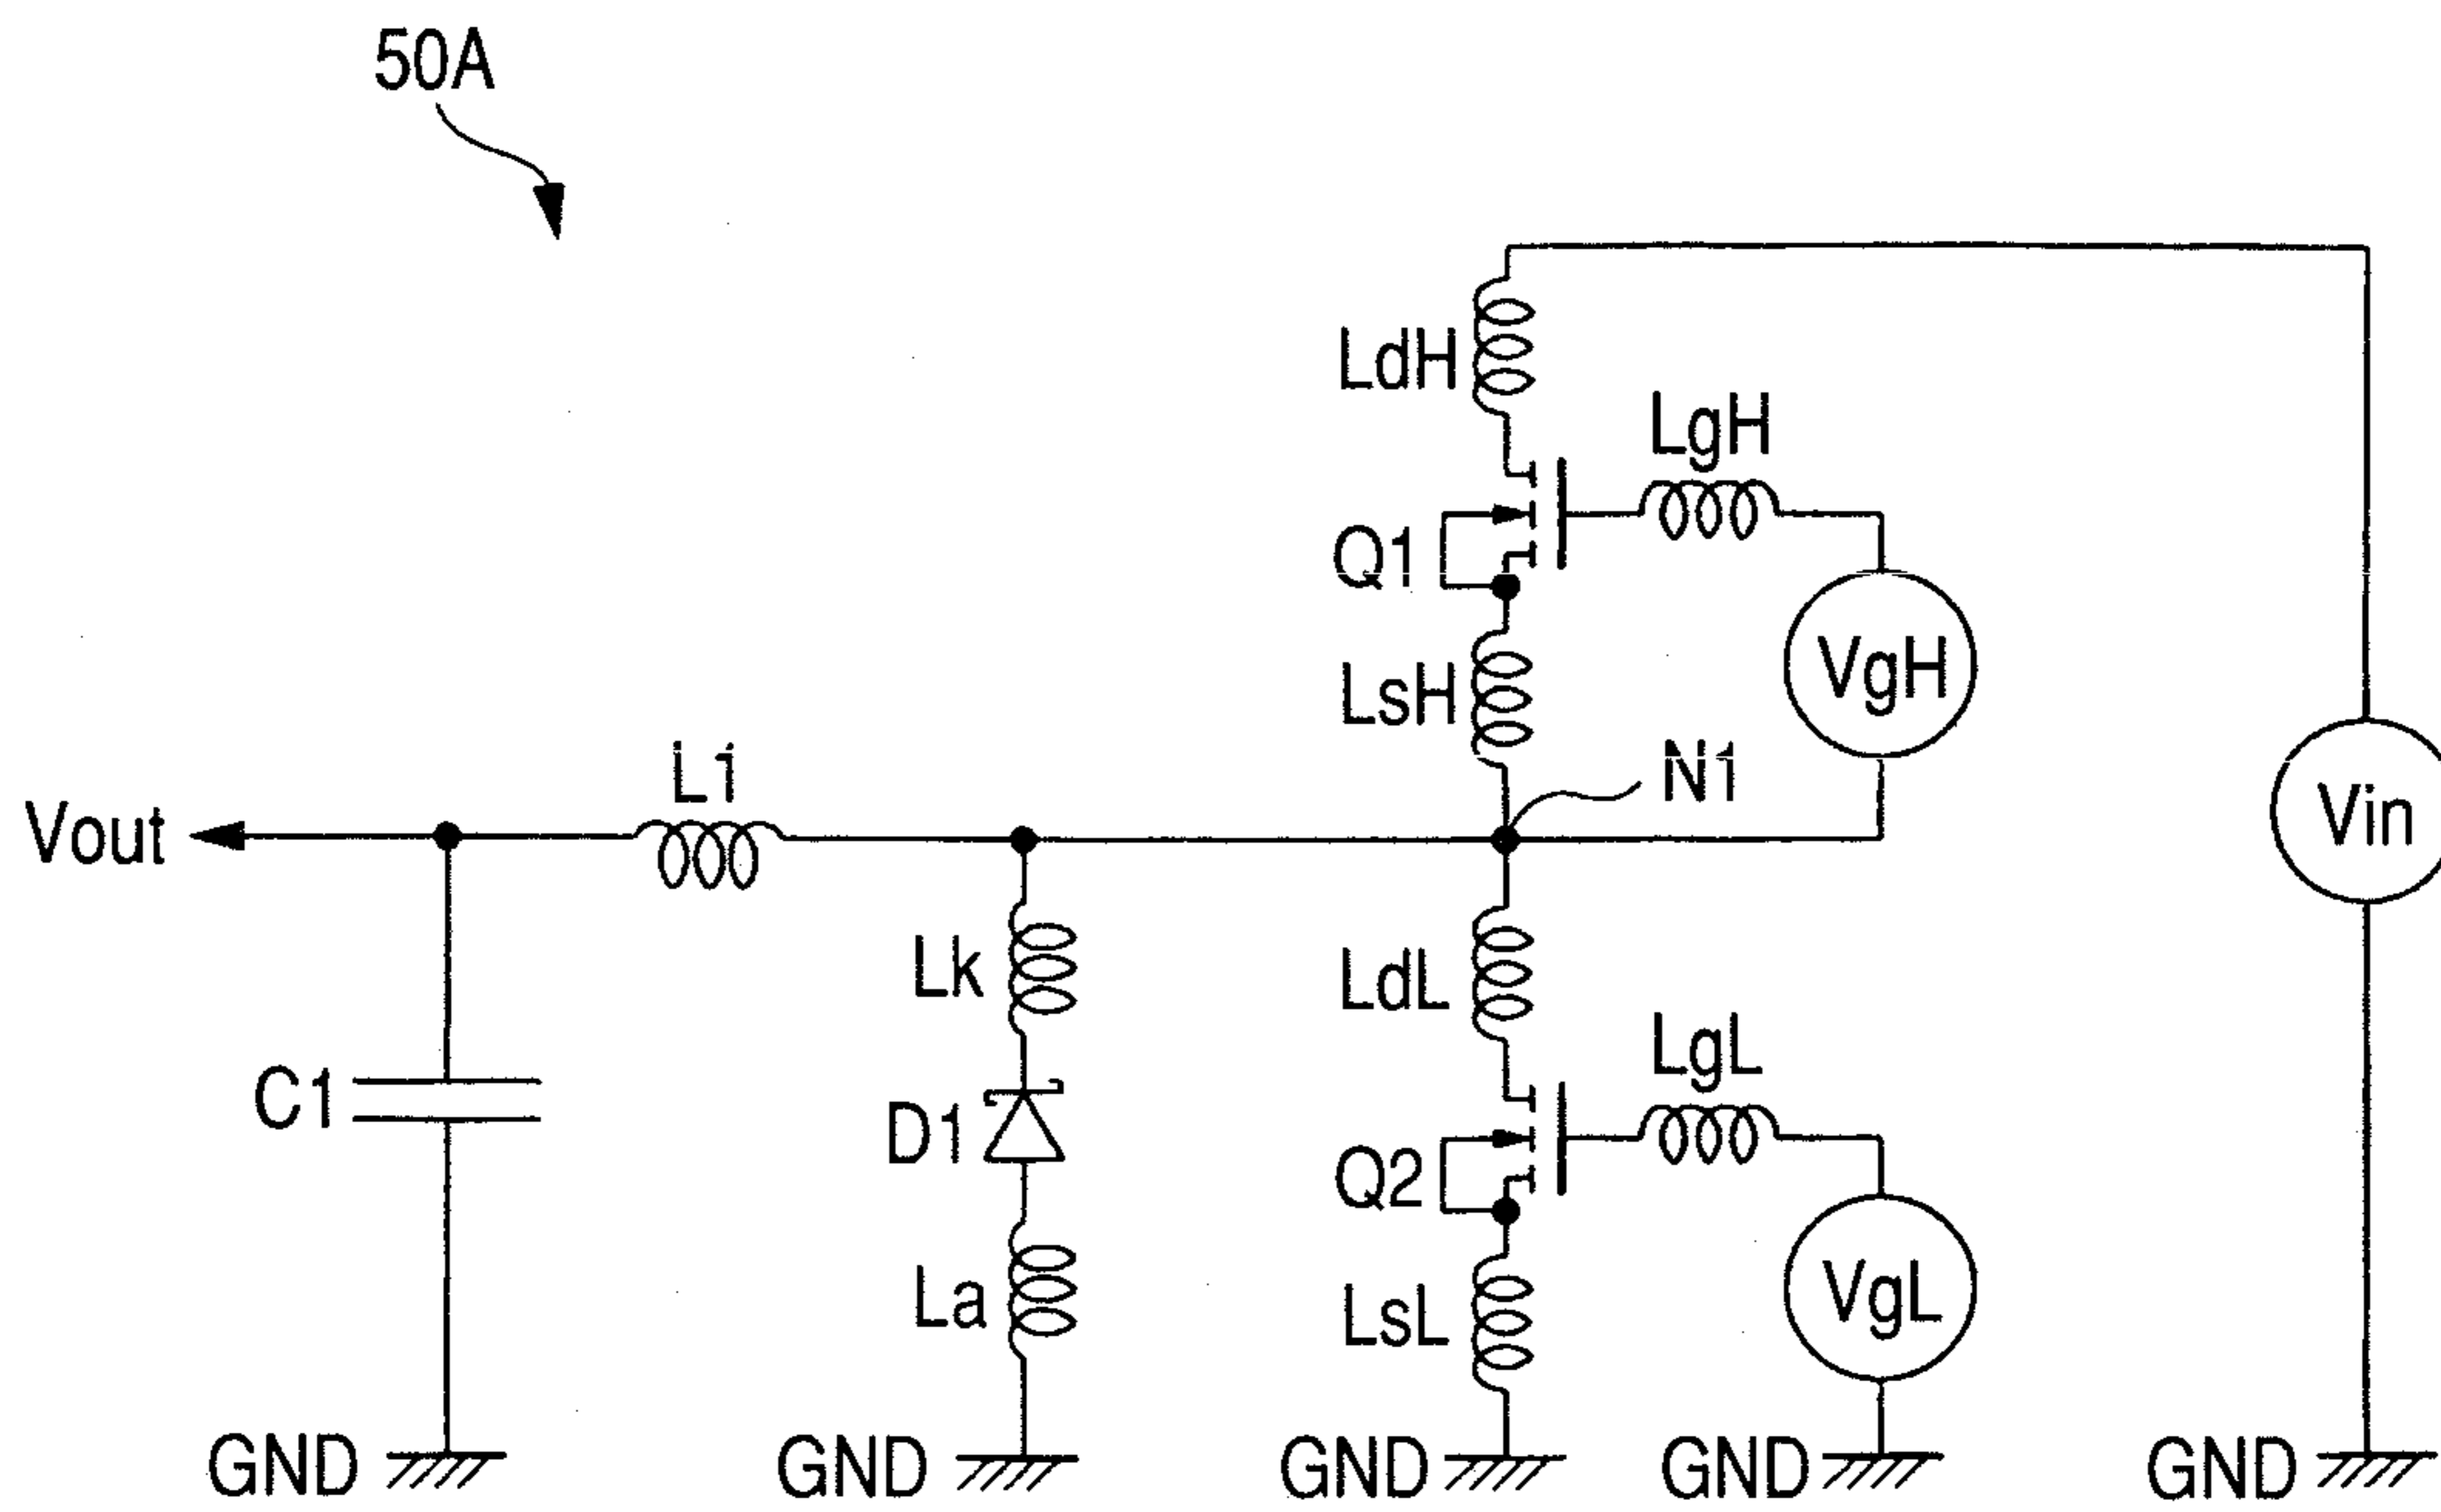 50A
LdH
LgH
Q1
VgH
LsH
L1
N1
Vout
Vin
Lk
LdL
LgL
C1
D1
Q2
La
LsL
VgL
GND
GND
GND
GND
GND